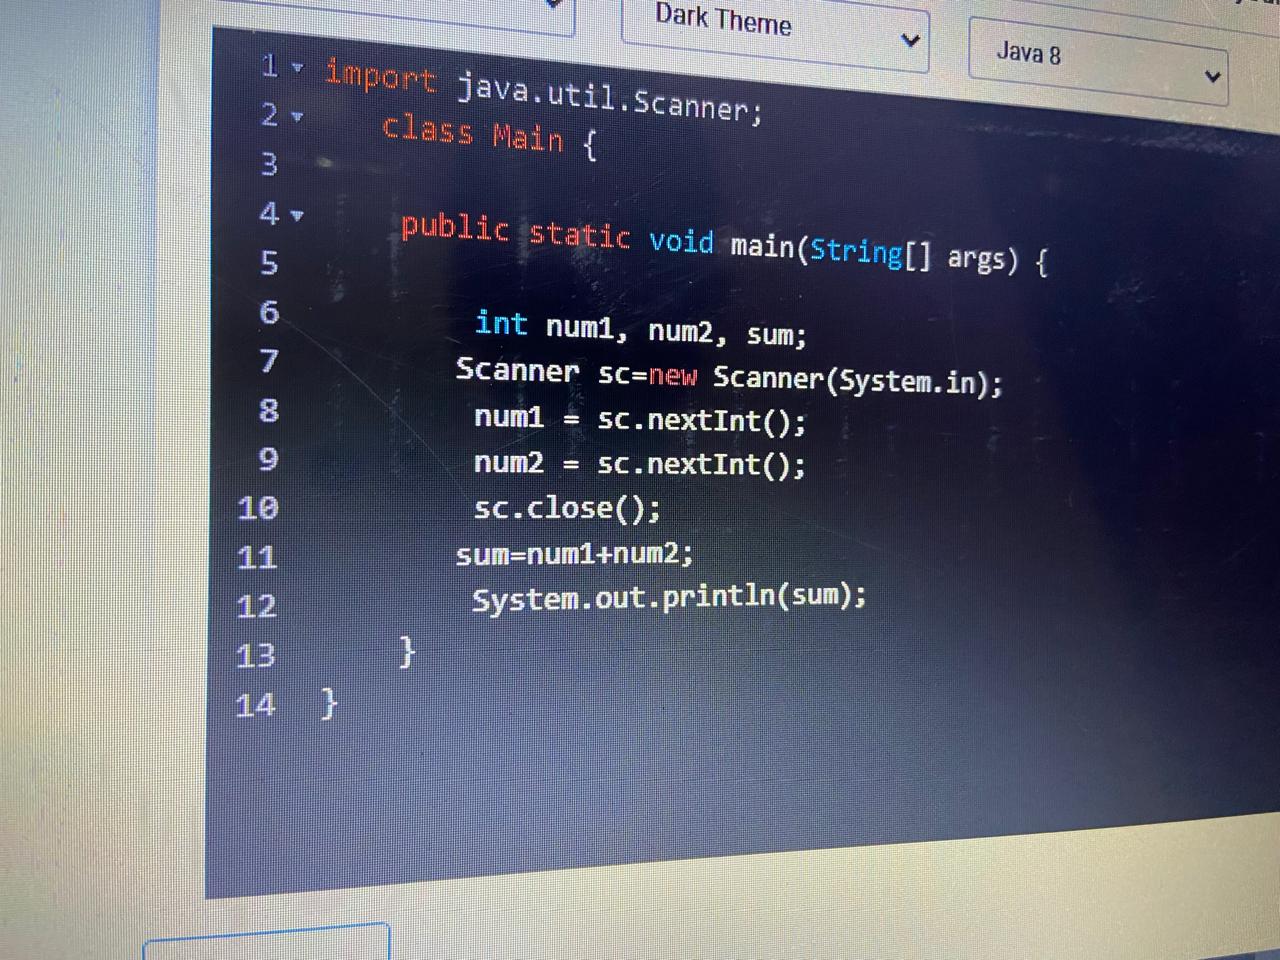 Dark Theme
Java 8
1 import java.util.Scanner;
2 class Main {
3
4 public static void main(String[] args) {
5
6 int num1, num2, sum;
7 Scanner sc=new Scanner(System.in);
8 num1 = sc.nextInt();
9 num2 = sc.nextInt();
10 sc.close();
11 sum=num1+num2;
12 System.out.println(sum);
13 }
14 }